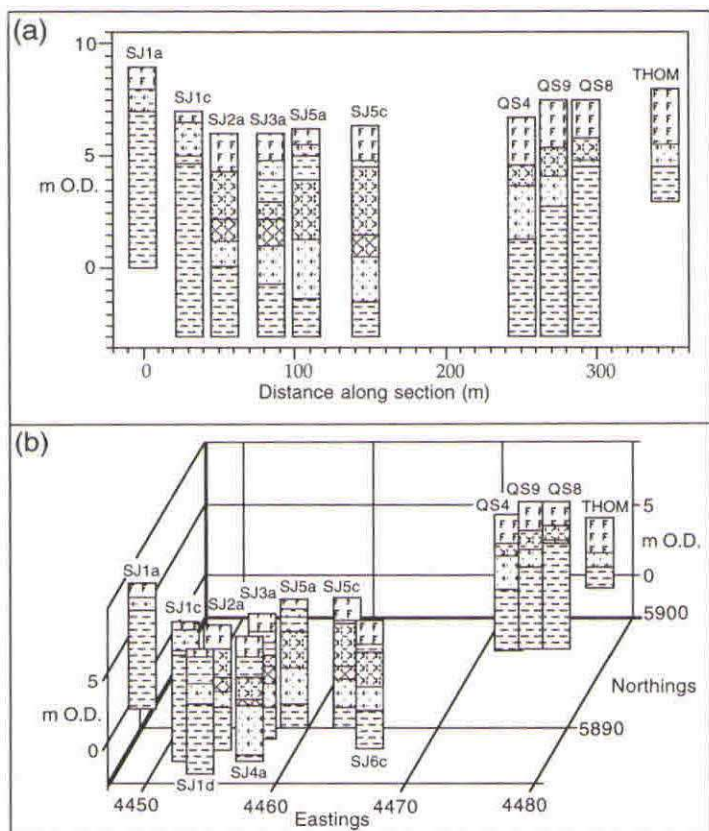 (a)
10
5
m O.D.
0
SJ1a
SJ1c
SJ2a
SJ3a
SJ5a
SJ5c
QS4
QS9
QS8
THOM
0
100
200
300
Distance along section (m)
(b)
SJ1a
SJ1c
SJ2a
SJ3a
SJ5a
SJ5c
QS4
QS9
QS8
THOM
5
m O.D.
0
5900
Northings
5890
5
m O.D.
0
SJ1d
SJ4a
SJ6c
4450
4460
4470
4480
Eastings